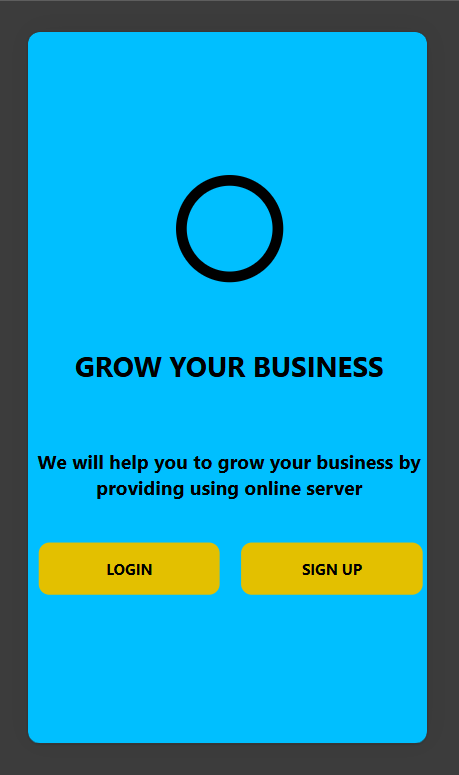 GROW YOUR BUSINESS
We will help you to grow your business by
providing using online server
LOGIN
SIGN UP